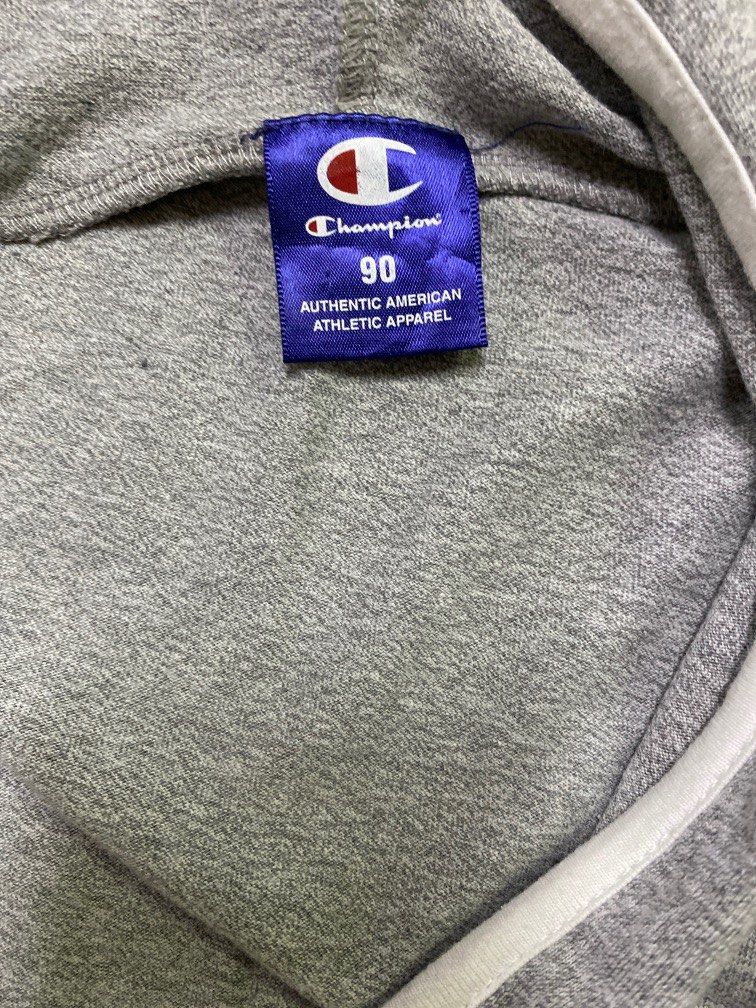 Champion
90
AUTHENTIC AMERICAN
ATHLETIC APPAREL